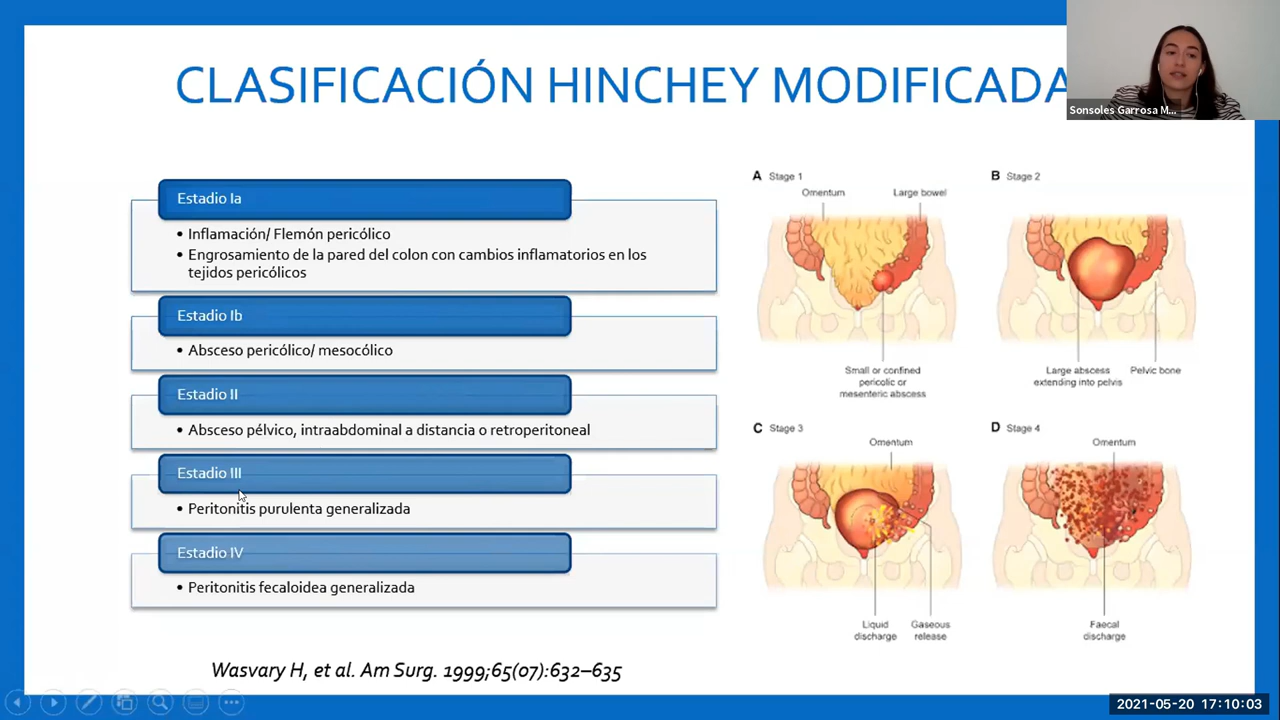 CLASIFICACIÓN HINCHEY MODIFICADA
Sonsoles Garrosa M...
Estadio Ia
• Inflamación/ Flemón pericólico
• Engrosamiento de la pared del colon con cambios inflamatorios en los
tejidos pericólicos
Estadio Ib
• Absceso pericólico/ mesocólico
Estadio II
• Absceso pélvico, intraabdominal a distancia o retroperitoneal
Estadio III
• Peritonitis purulenta generalizada
Estadio IV
• Peritonitis fecaloidea generalizada
A Stage 1
Omentum
Large bowel
Small or confined
pericolic or
mesenteric abscess
B Stage 2
Large abscess
extending into pelvis
Pelvic bone
C Stage 3
Omentum
Liquid
discharge
Gaseous
release
D Stage 4
Omentum
Faecal
discharge
Wasvary H, et al. Am Surg. 1999;65(07):632–635
2021-05-20 17:10:03